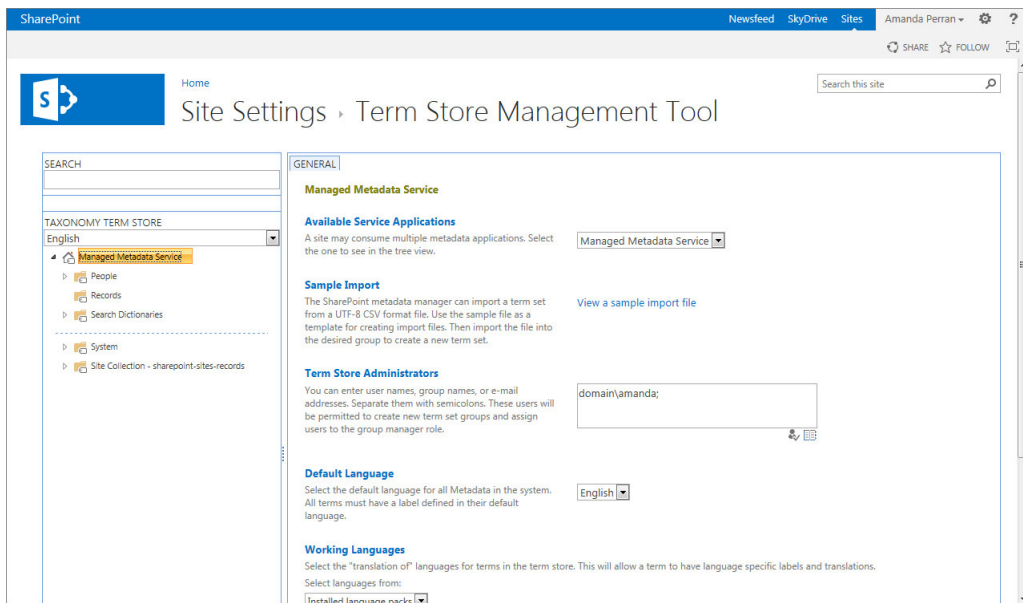 SharePoint
Newsfeed SkyDrive Sites Amanda Perran ?
SHARE FOLLOW
S
Home
Site Settings › Term Store Management Tool
Search this site
SEARCH
TAXONOMY TERM STORE
English
Managed Metadata Service
People
Records
Search Dictionaries
System
Site Collection - sharepoint-sites-records
GENERAL
Managed Metadata Service
Available Service Applications
A site may consume multiple metadata applications. Select
the one to see in the tree view.
Managed Metadata Service
Sample Import
The SharePoint metadata manager can import a term set
from a UTF-8 CSV format file. Use the sample file as a
template for creating import files. Then import the file into
the desired group to create a new term set.
View a sample import file
Term Store Administrators
You can enter user names, group names, or e-mail
addresses. Separate them with semicolons. These users will
be permitted to create new term set groups and assign
users to the group manager role.
domain\amanda;
Default Language
Select the default language for all Metadata in the system.
All terms must have a label defined in their default
language.
English
Working Languages
Select the "translation of" languages for terms in the term store. This will allow a term to have language specific labels and translations.
Select languages from:
Installed language packs